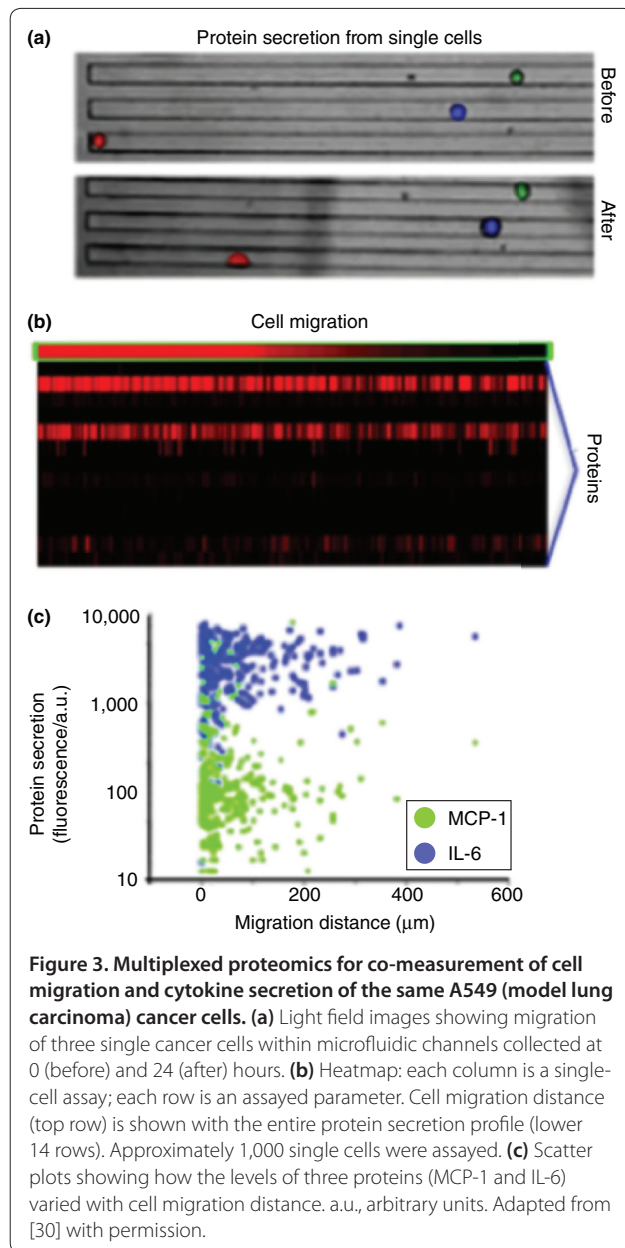 (a)
Protein secretion from single cells
Before
After
(b)
Cell migration
Proteins
(c)
10,000
1,000
100
10
Protein secretion
(fluorescence/a.u.)
MCP-1
IL-6
0
200
400
600
Migration distance (μm)
Figure 3. Multiplexed proteomics for co-measurement of cell
migration and cytokine secretion of the same A549 (model lung
carcinoma) cancer cells. (a) Light field images showing migration
of three single cancer cells within microfluidic channels collected at
0 (before) and 24 (after) hours. (b) Heatmap: each column is a single-
cell assay; each row is an assayed parameter. Cell migration distance
(top row) is shown with the entire protein secretion profile (lower
14 rows). Approximately 1,000 single cells were assayed. (c) Scatter
plots showing how the levels of three proteins (MCP-1 and IL-6)
varied with cell migration distance. a.u., arbitrary units. Adapted from
[30] with permission.